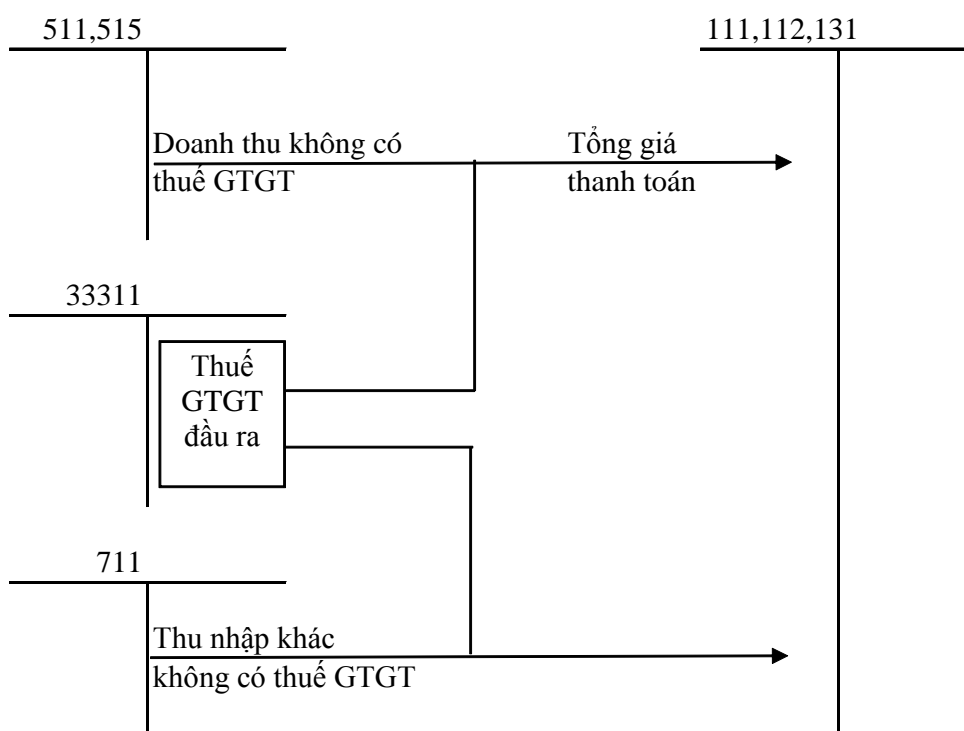 511,515
111,112,131
Doanh thu không có
thuế GTGT
Tổng giá
thanh toán
33311
Thuế
GTGT
đầu ra
711
Thu nhập khác
không có thuế GTGT